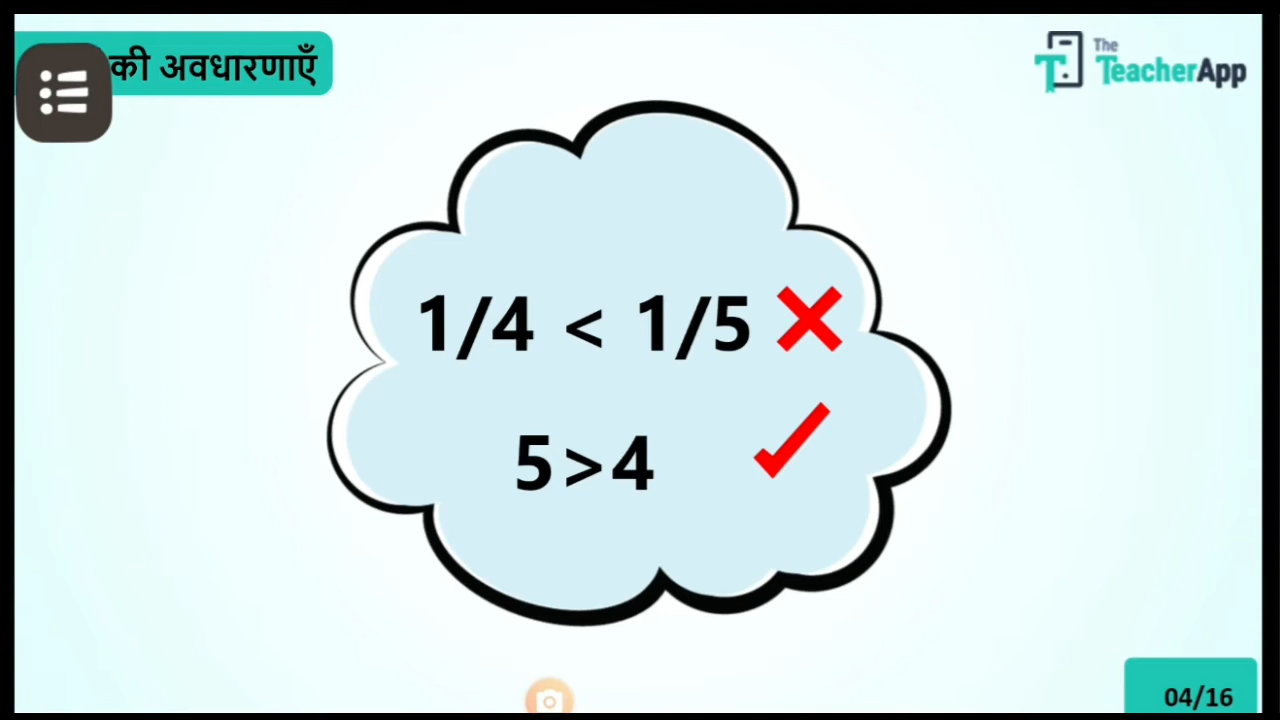 की अवधारणाएँ
The
TeacherApp
1/4 < 1/5
5>4
04/16